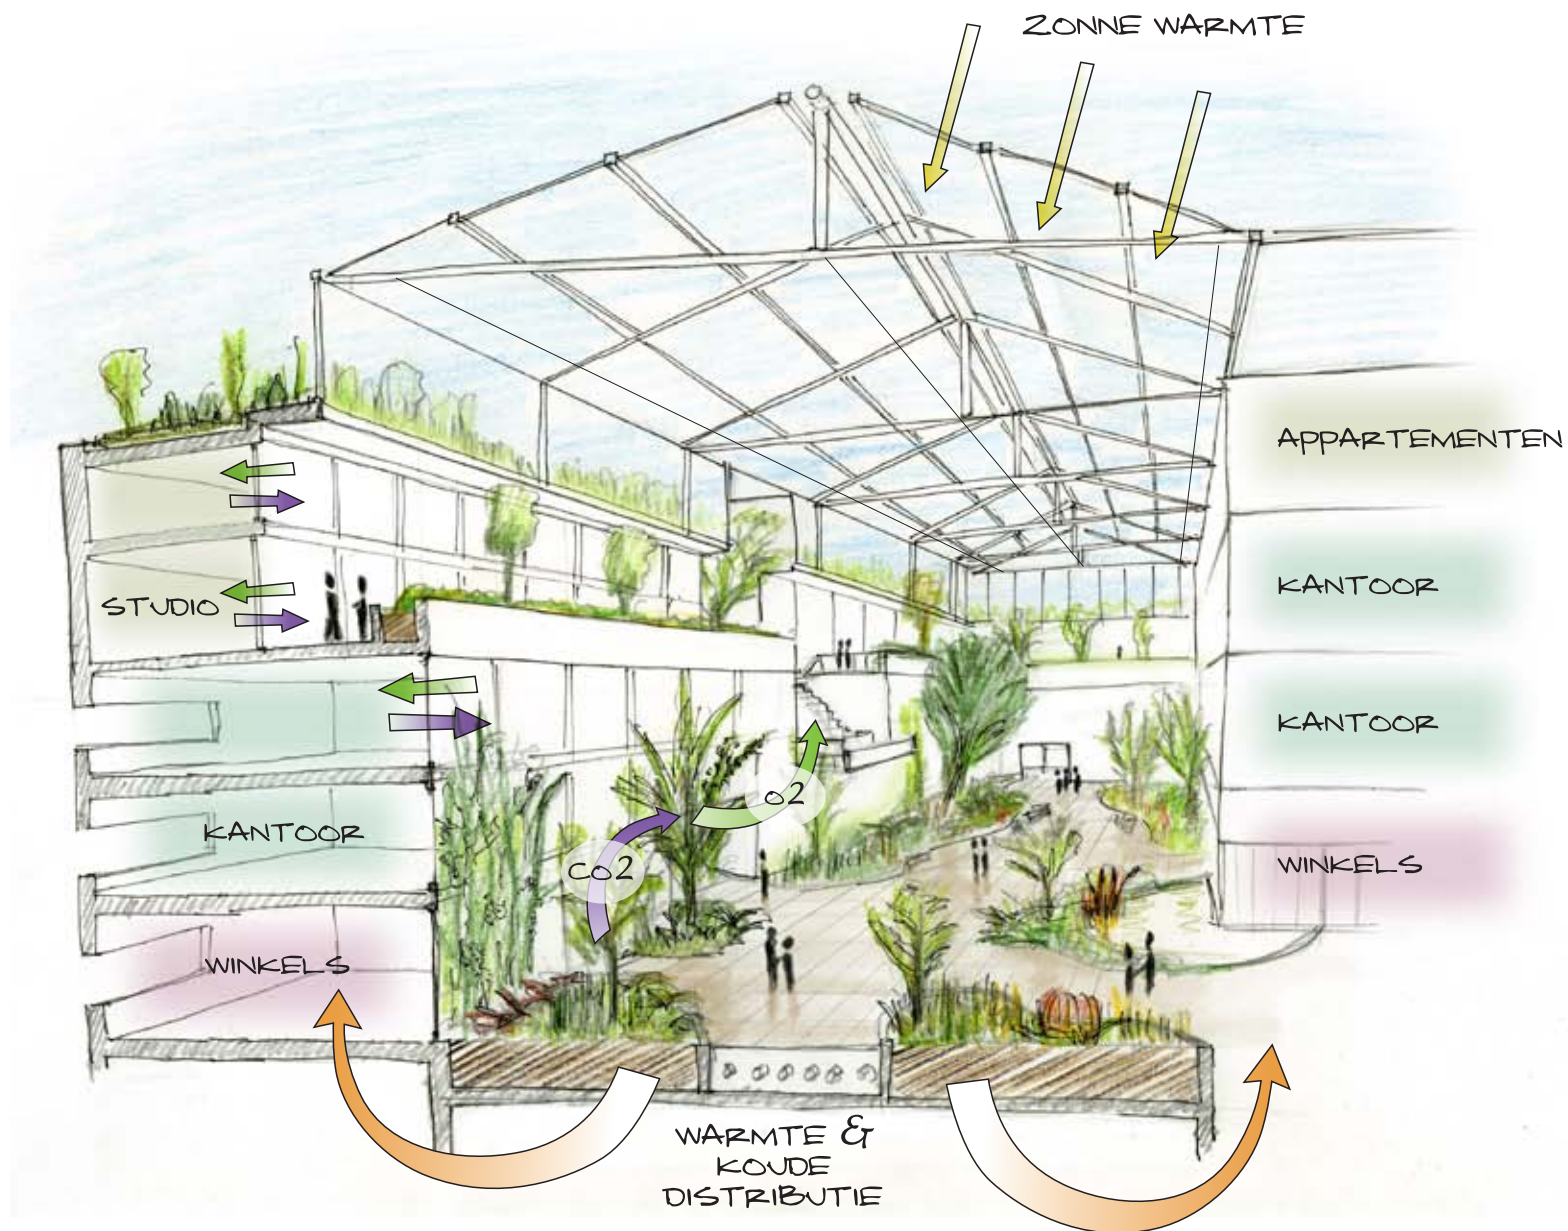 ZONNE WARMTE
APPARTEMENTEN
KANTOOR
STUDIO
KANTOOR
O2
KANTOOR
CO2
WINKELS
WINKELS
WARMTE &
KOUDE
DISTRIBUTIE